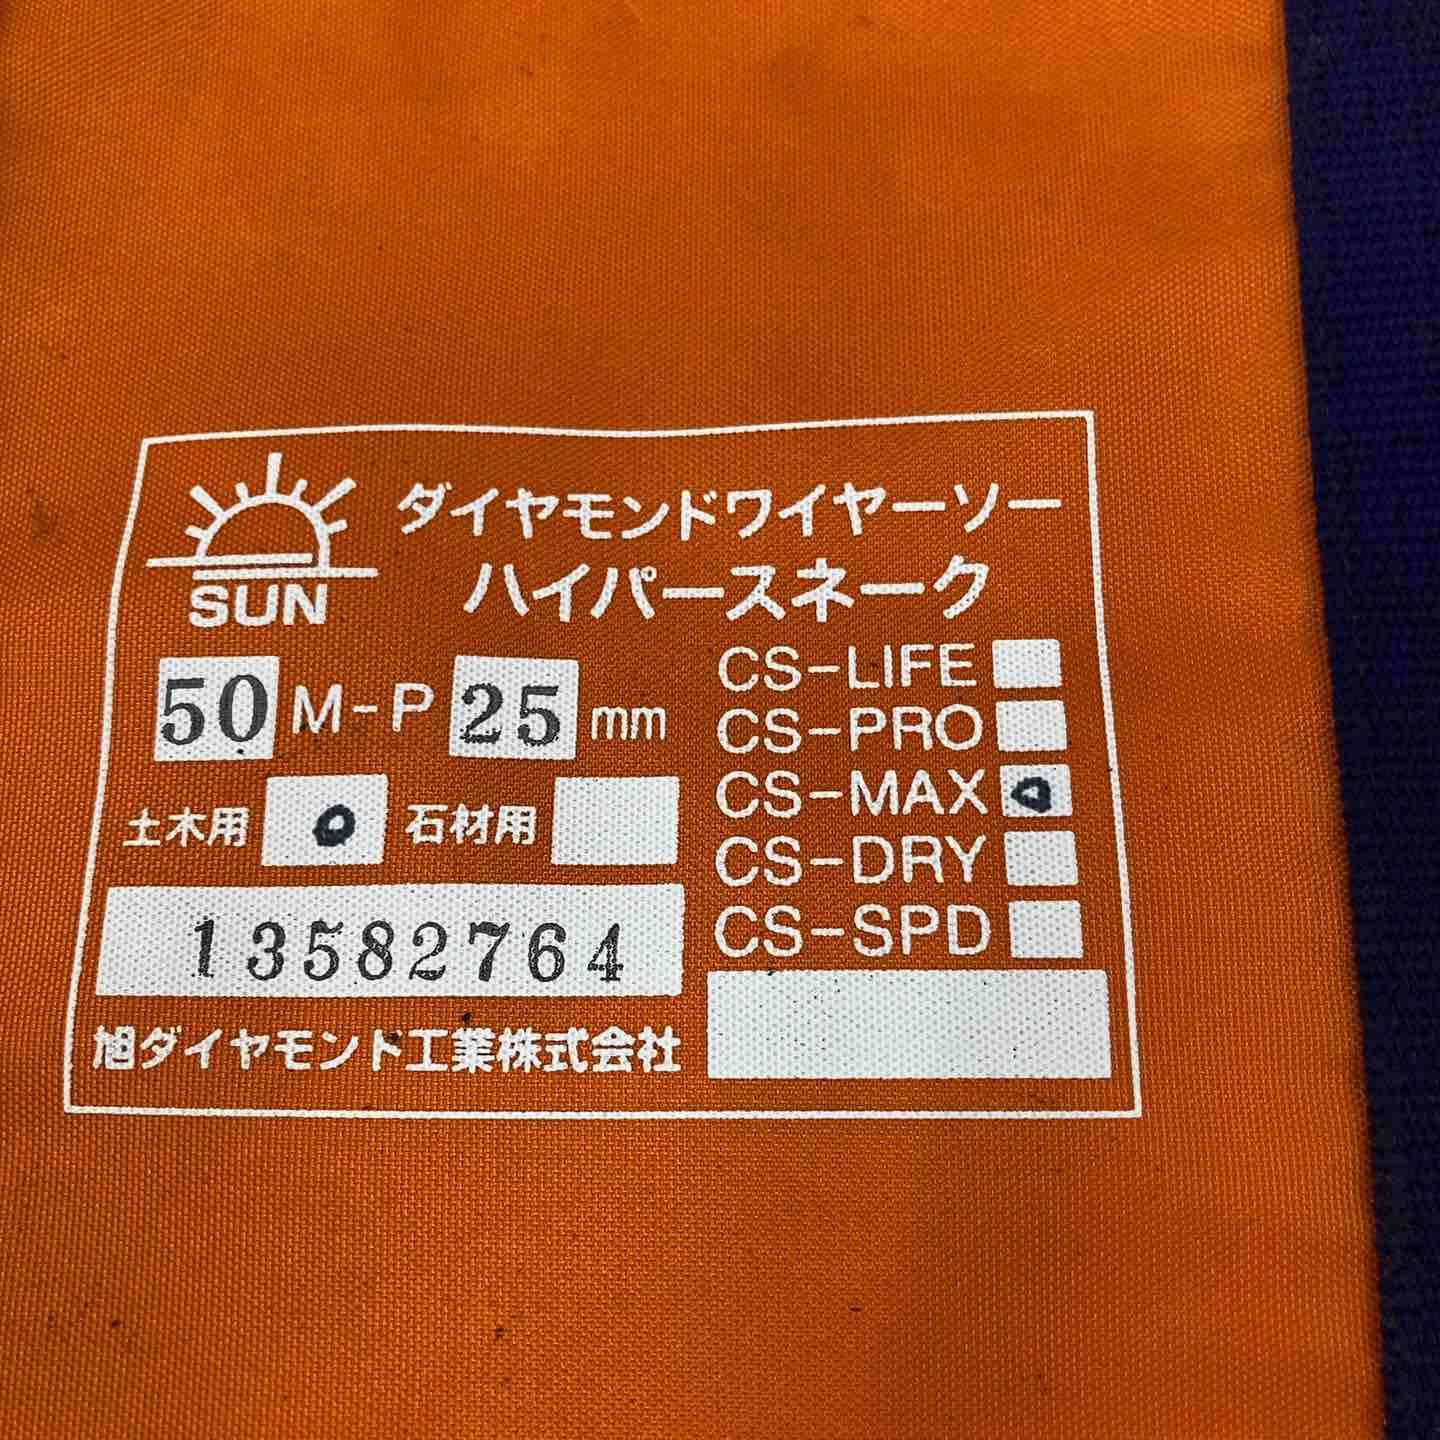 ダイヤモンドワイヤーソー
ハイパースネーク
SUN
50 M-P 25 mm
土木用 o 石材用
13582764
旭ダイヤモンド工業株式会社
CS-LIFE
CS-PRO
CS-MAX o
CS-DRY
CS-SPD